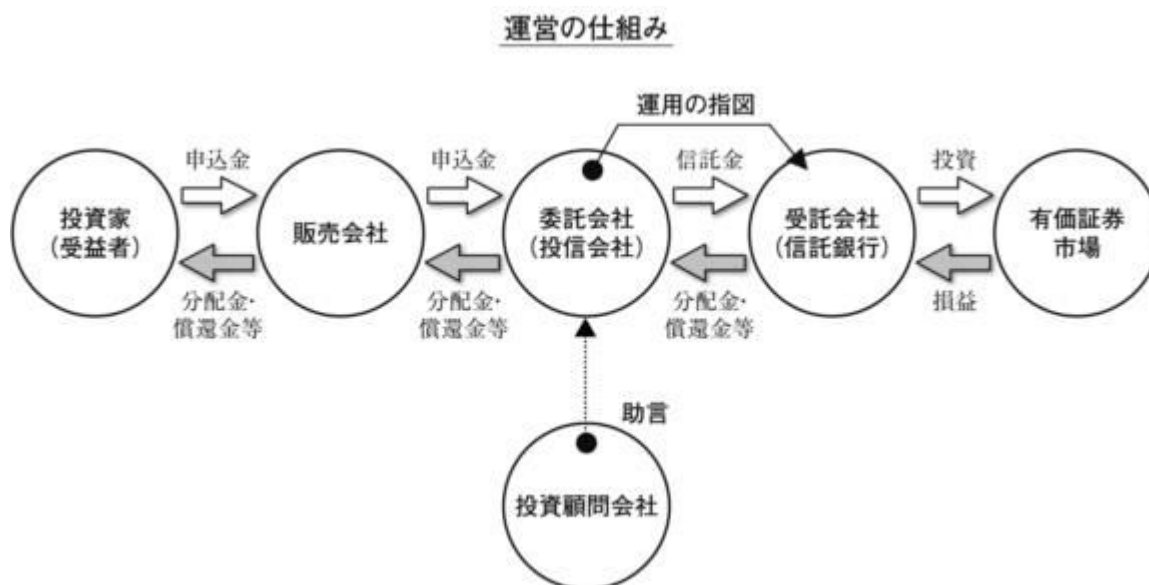 運営の仕組み
運用の指図
申込金
申込金
信託金
投資
投資家
(受益者)
販売会社
委託会社
(投信会社)
受託会社
(信託銀行)
有価証券
市場
分配金・
償還金等
分配金・
償還金等
分配金・
償還金等
損益
助言
投資顧問会社